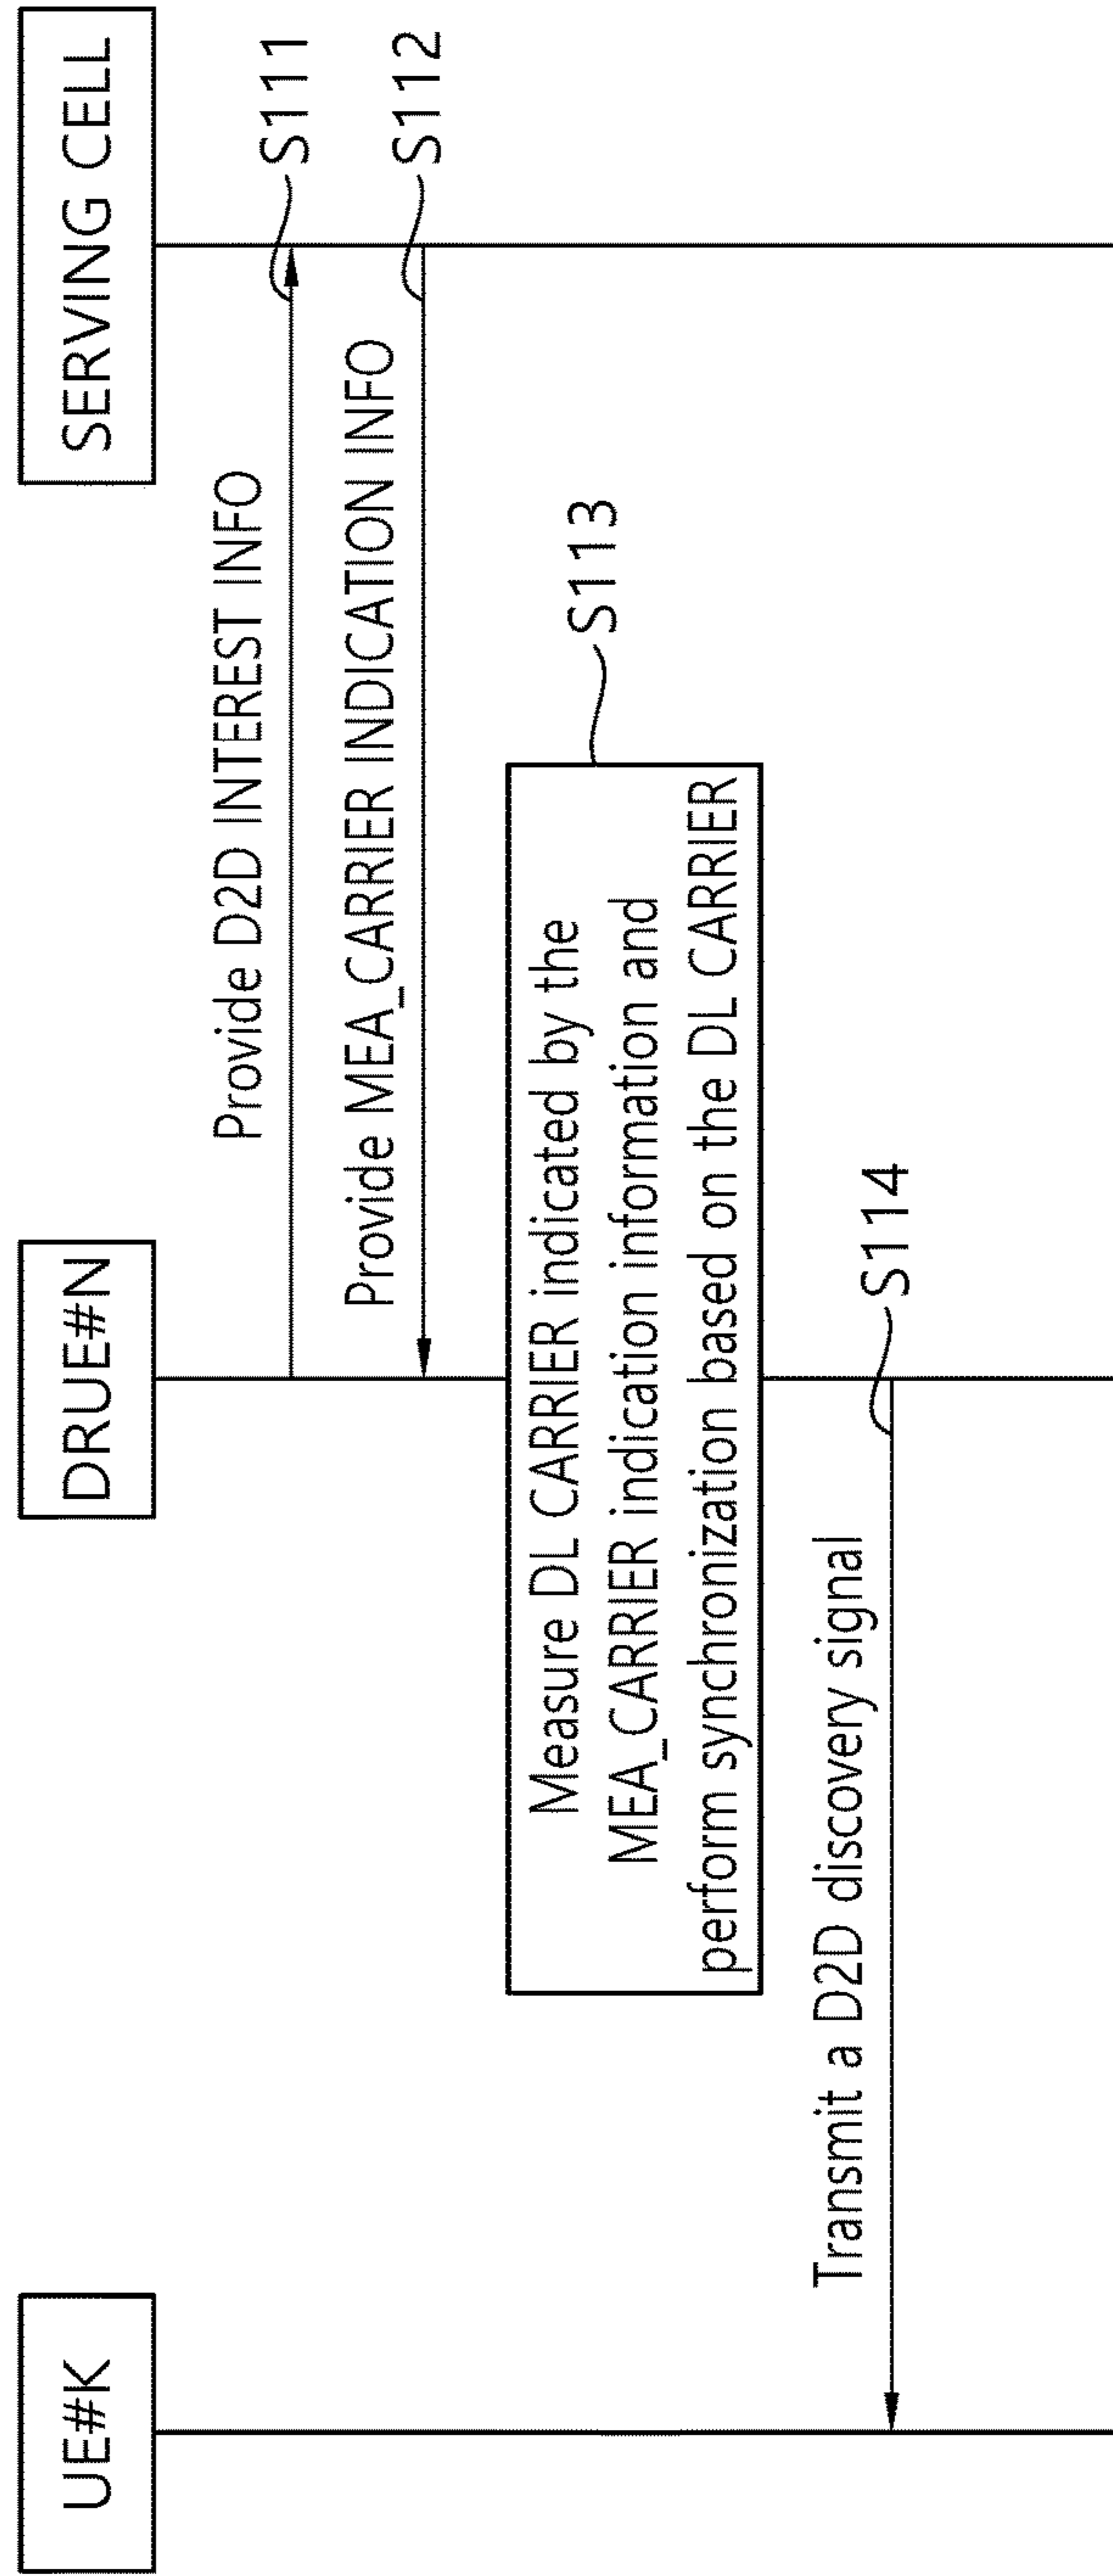 UE#K
DRUE#N
SERVING CELL
Provide D2D INTEREST INFO
S111
Provide MEA_CARRIER INDICATION INFO
S112
Measure DL CARRIER indicated by the
MEA_CARRIER indication information and
perform synchronization based on the DL CARRIER
S113
Transmit a D2D discovery signal
S114